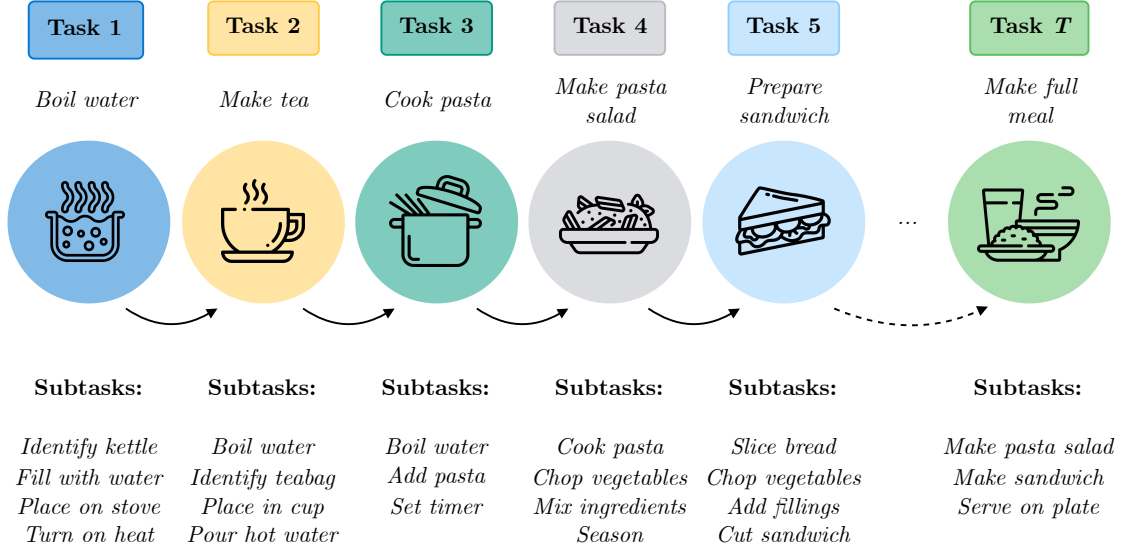 Task 1
Task 2
Task 3
Task 4
Task 5
Task T
Boil water
Make tea
Cook pasta
Make pasta
salad
Prepare
sandwich
Make full
meal
...
Subtasks:
Identify kettle
Fill with water
Place on stove
Turn on heat
Subtasks:
Boil water
Identify teabag
Place in cup
Pour hot water
Subtasks:
Boil water
Add pasta
Set timer
Subtasks:
Cook pasta
Chop vegetables
Mix ingredients
Season
Subtasks:
Slice bread
Chop vegetables
Add fillings
Cut sandwich
Subtasks:
Make pasta salad
Make sandwich
Serve on plate